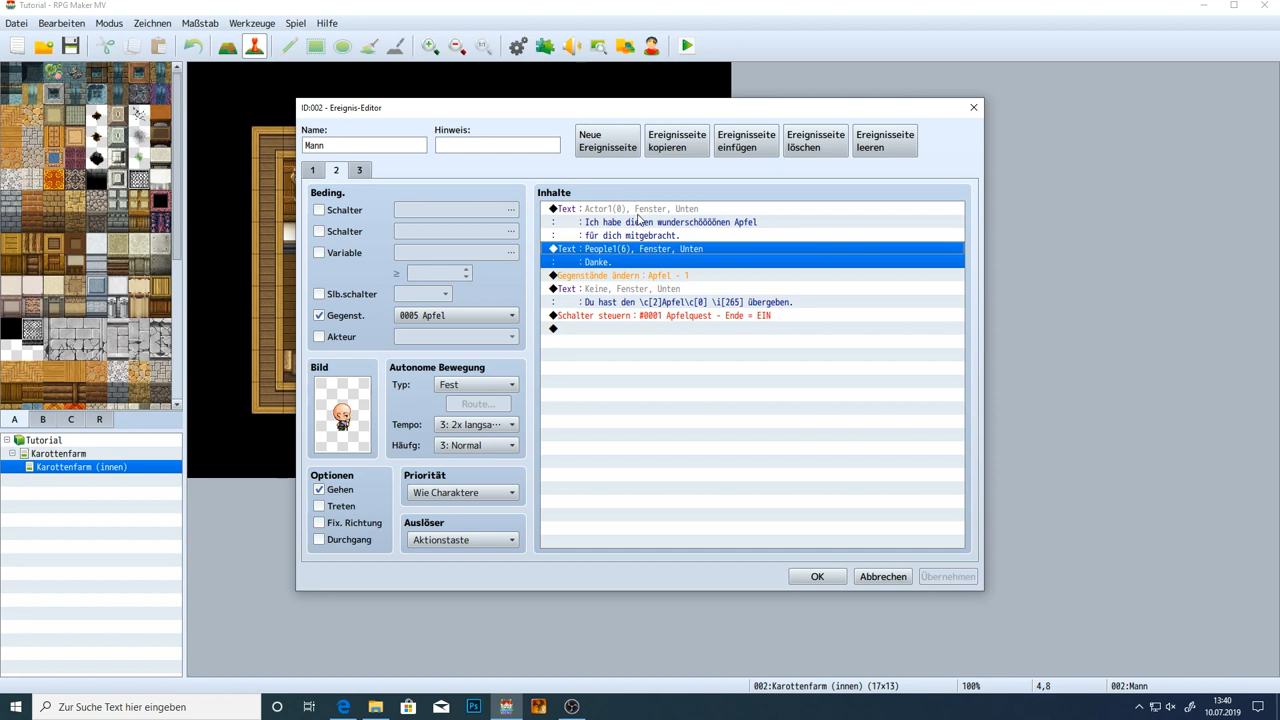 Tutorial - RPG Maker MV
Datei Bearbeiten Modus Zeichnen Maßstab Werkzeuge Spiel Hilfe
ID:002 - Ereignis-Editor
Name: Hinweis:
Mann
Neue Ereignisseite
Ereignisseite kopieren
Ereignisseite einfügen
Ereignisseite löschen
Ereignisseite leeren
1 2 3
Beding.
Schalter ...
Schalter ...
Variable ...
≥
Slb.schalter
Gegenst. 0005 Apfel
Akteur
Bild
Autonome Bewegung
Typ: Fest
Route...
Tempo: 3: 2x langsa···
Häufg: 3: Normal
Optionen
Gehen
Treten
Fix. Richtung
Durchgang
Priorität
Wie Charaktere
Auslöser
Aktionstaste
Inhalte
◆Text：Actor1(0), Fenster, Unten
: : Ich habe diesen wunderschöööönen Apfel
: : für dich mitgebracht.
◆Text：People1(6), Fenster, Unten
: : Danke.
◆Gegenstände ändern：Apfel - 1
◆Text：Keine, Fenster, Unten
: : Du hast den \c[2]Apfel\c[0] \i[265] übergeben.
◆Schalter steuern：#0001 Apfelquest - Ende = EIN
◆
OK Abbrechen Übernehmen
A B C R
Tutorial
Karottenfarm
Karottenfarm (innen)
002:Karottenfarm (innen) (17x13) 100% 4,8 002:Mann
Zur Suche Text hier eingeben
13:40
10.07.2019